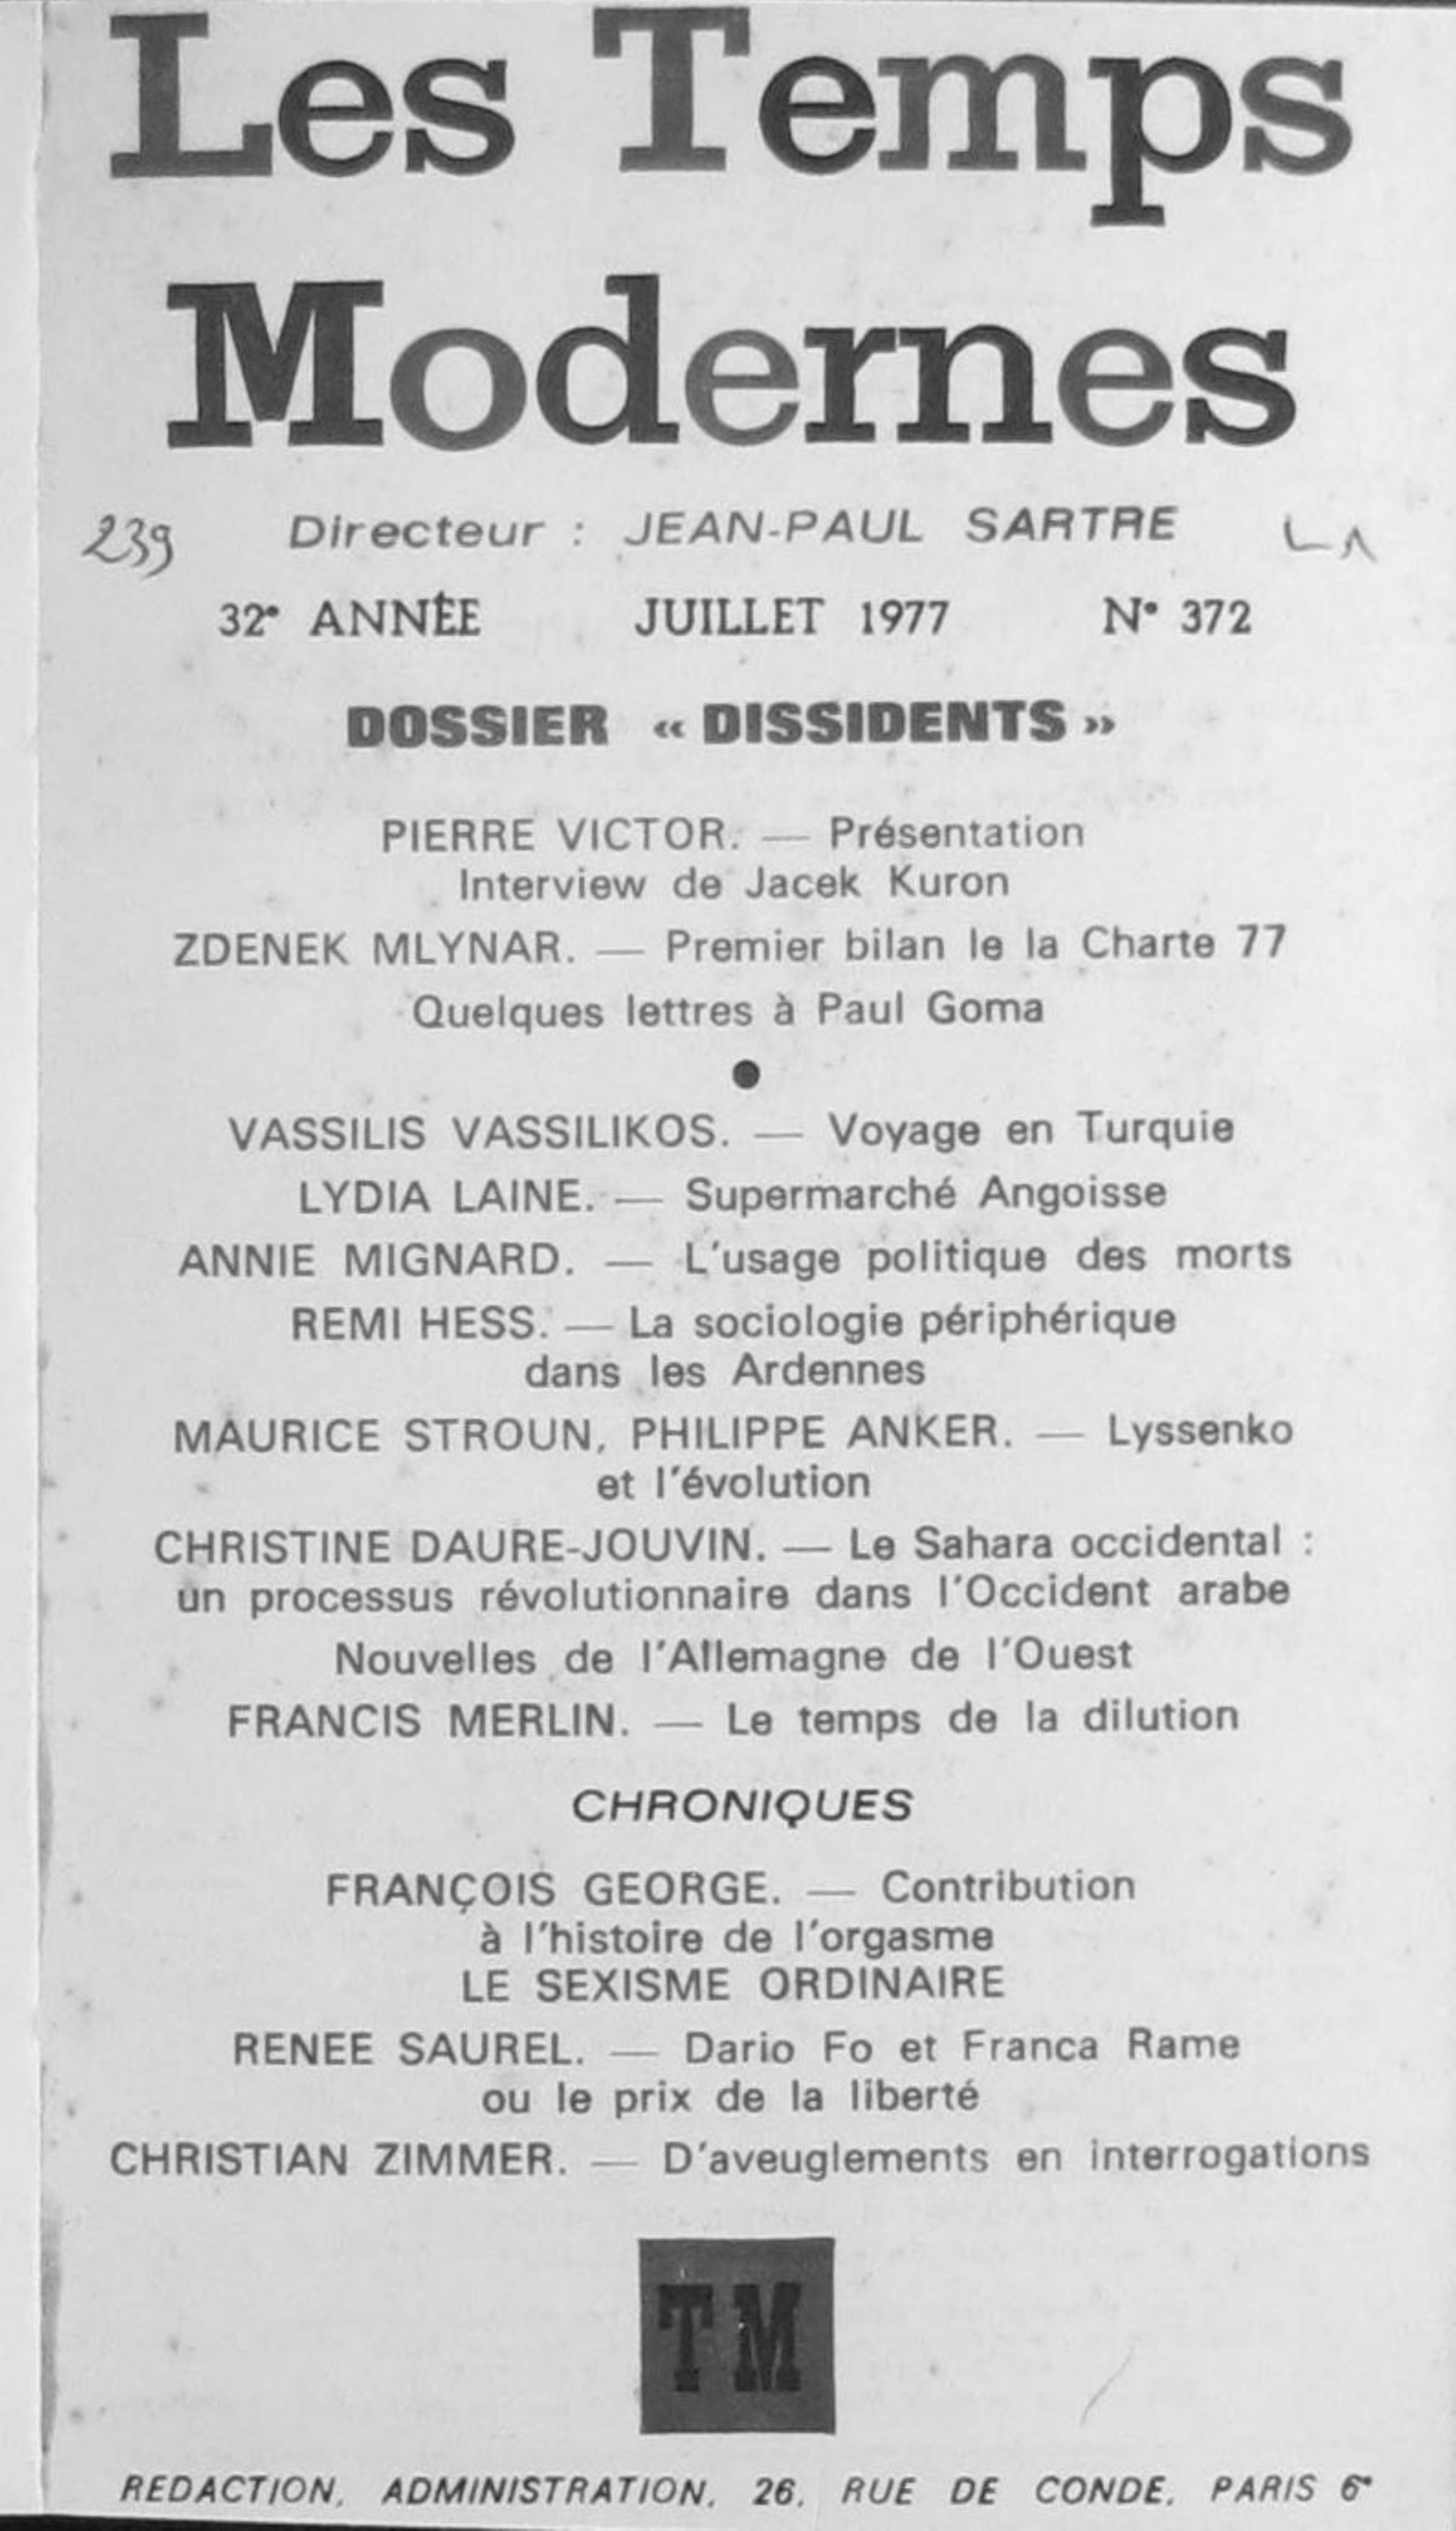 Les Temps
Modernes
239 Directeur : JEAN-PAUL SARTRE
32e ANNÉE JUILLET 1977 N° 372
DOSSIER « DISSIDENTS »
PIERRE VICTOR. — Présentation
Interview de Jacek Kuron
ZDENEK MLYNAR. — Premier bilan le la Charte 77
Quelques lettres à Paul Goma
●
VASSILIS VASSILIKOS. — Voyage en Turquie
LYDIA LAINE. — Supermarché Angoisse
ANNIE MIGNARD. — L'usage politique des morts
REMI HESS. — La sociologie périphérique
dans les Ardennes
MAURICE STROUN, PHILIPPE ANKER. — Lyssenko
et l'évolution
CHRISTINE DAURE-JOUVIN. — Le Sahara occidental :
un processus révolutionnaire dans l'Occident arabe
Nouvelles de l'Allemagne de l'Ouest
FRANCIS MERLIN. — Le temps de la dilution
CHRONIQUES
FRANÇOIS GEORGE. — Contribution
à l'histoire de l'orgasme
LE SEXISME ORDINAIRE
RENEE SAUREL. — Dario Fo et Franca Rame
ou le prix de la liberté
CHRISTIAN ZIMMER. — D'aveuglements en interrogations
TM
REDACTION, ADMINISTRATION, 26, RUE DE CONDE, PARIS 6e